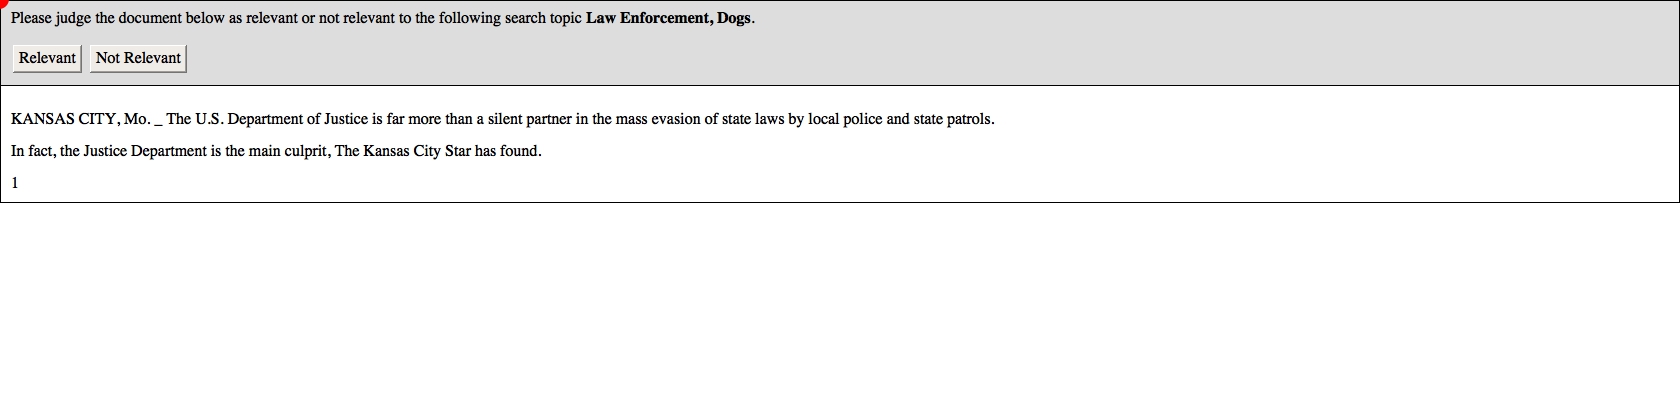 Please judge the document below as relevant or not relevant to the following search topic Law Enforcement, Dogs.
Relevant Not Relevant
KANSAS CITY, Mo. _ The U.S. Department of Justice is far more than a silent partner in the mass evasion of state laws by local police and state patrols.
In fact, the Justice Department is the main culprit, The Kansas City Star has found.
1